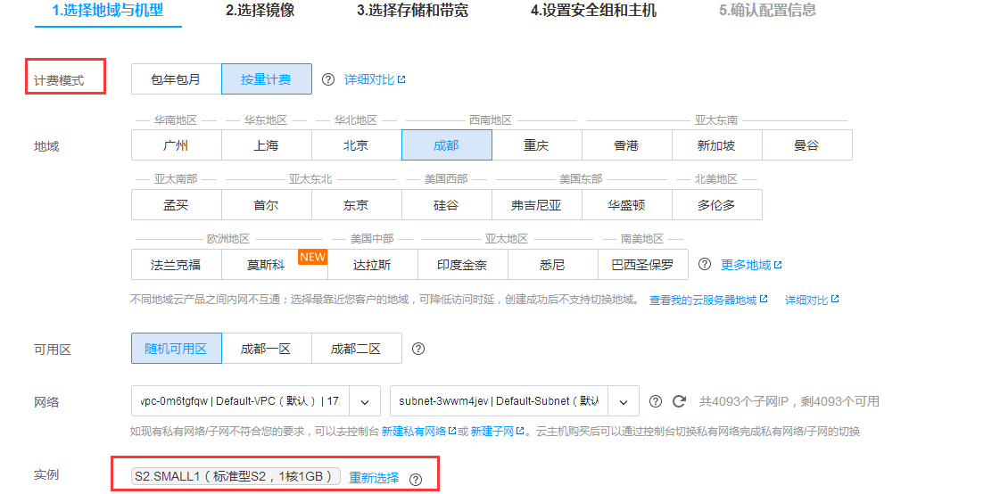 1.选择地域与机型 2.选择镜像 3.选择存储和带宽 4.设置安全组和主机 5.确认配置信息
计费模式 包年包月 按量计费 详细对比
华南地区 华东地区 华北地区 西南地区 亚太东南
地域 广州 上海 北京 成都 重庆 香港 新加坡 曼谷
亚太南部 亚太东北 美国西部 美国东部 北美地区
孟买 首尔 东京 硅谷 弗吉尼亚 华盛顿 多伦多
欧洲地区 美国中部 亚太地区 南美地区
法兰克福 莫斯科 NEW 达拉斯 印度金奈 悉尼 巴西圣保罗 更多地域
不同地域云产品之间内网不互通；选择最靠近您客户的地域，可降低访问时延，创建成功后不支持切换地域。 查看我的云服务器地域 详细对比
可用区 随机可用区 成都一区 成都二区
网络 vpc-0m6tgfqw | Default-VPC（默认） | 17 subnet-3wwm4jev | Default-Subnet（默认 共4093个子网IP，剩4093个可用
如现有私有网络/子网不符合您的要求，可以去控制台 新建私有网络 或 新建子网 。云主机购买后可以通过控制台切换私有网络完成私有网络/子网的切换
实例 S2.SMALL1（标准型S2，1核1GB） 重新选择